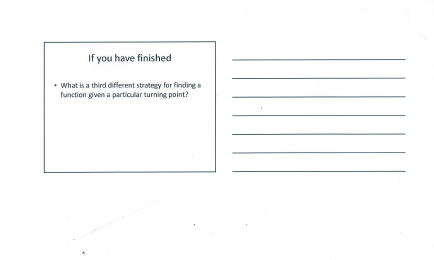 If you have finished
• What is a third different strategy for finding a
function given a particular turning point?